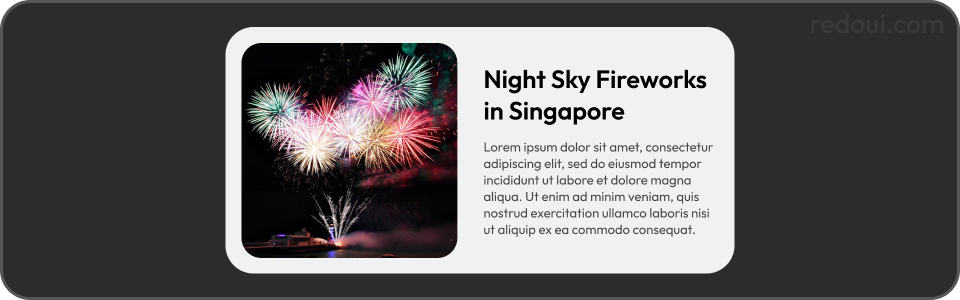 redoui.com
Night Sky Fireworks
in Singapore
Lorem ipsum dolor sit amet, consectetur
adipiscing elit, sed do eiusmod tempor
incididunt ut labore et dolore magna
aliqua. Ut enim ad minim veniam, quis
nostrud exercitation ullamco laboris nisi
ut aliquip ex ea commodo consequat.